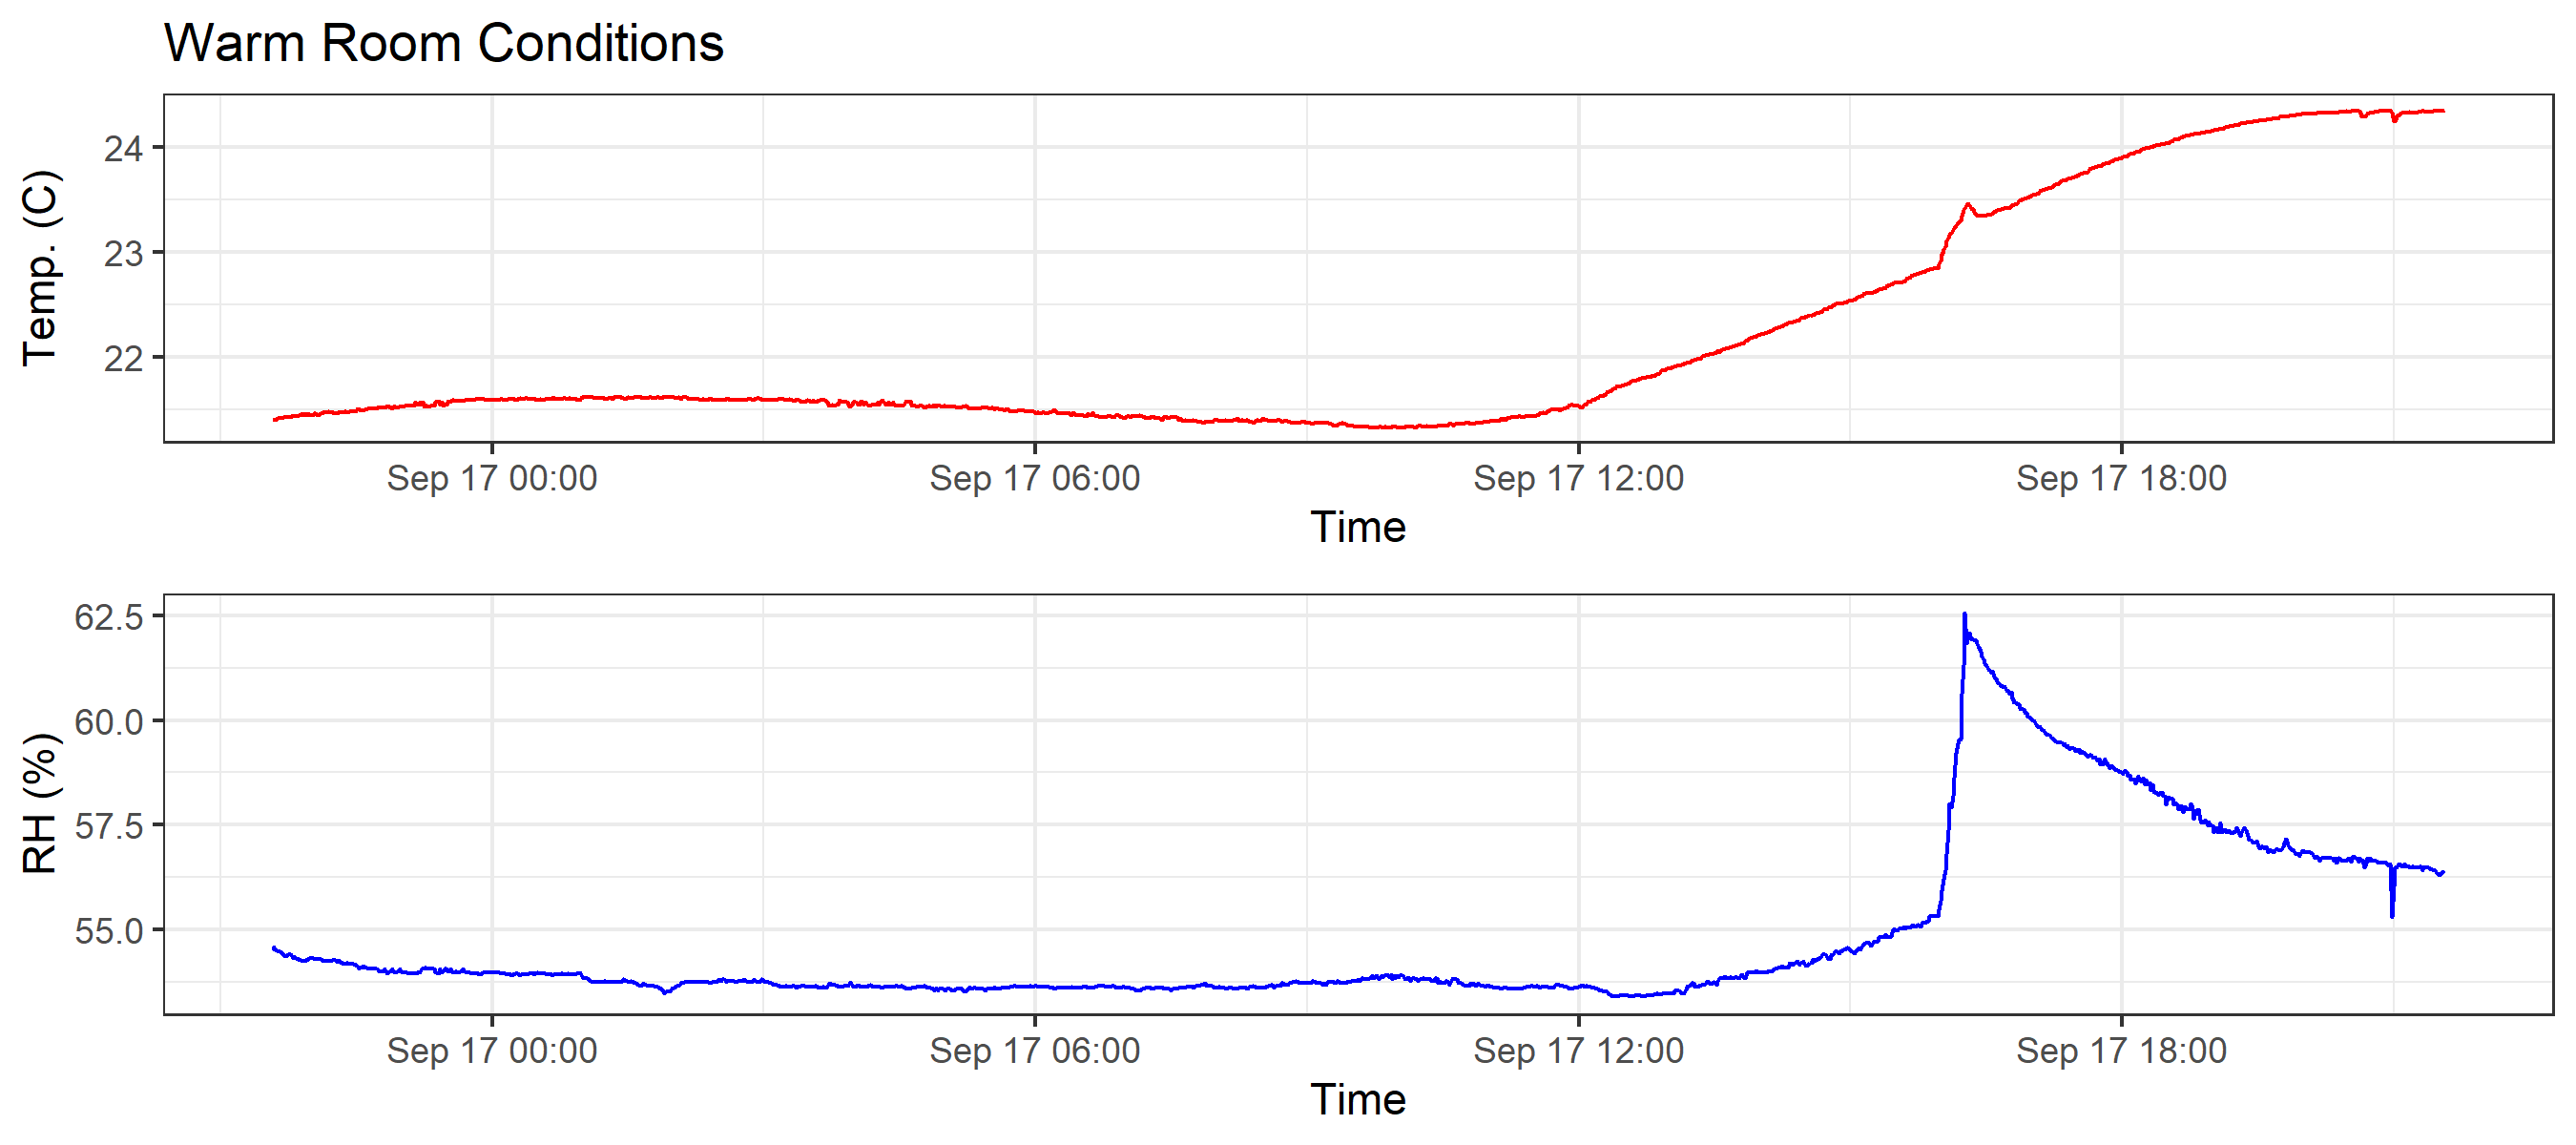 Warm Room Conditions
Temp. (C)
24
23
22
Sep 17 00:00 Sep 17 06:00 Sep 17 12:00 Sep 17 18:00
Time
RH (%)
62.5
60.0
57.5
55.0
Sep 17 00:00 Sep 17 06:00 Sep 17 12:00 Sep 17 18:00
Time